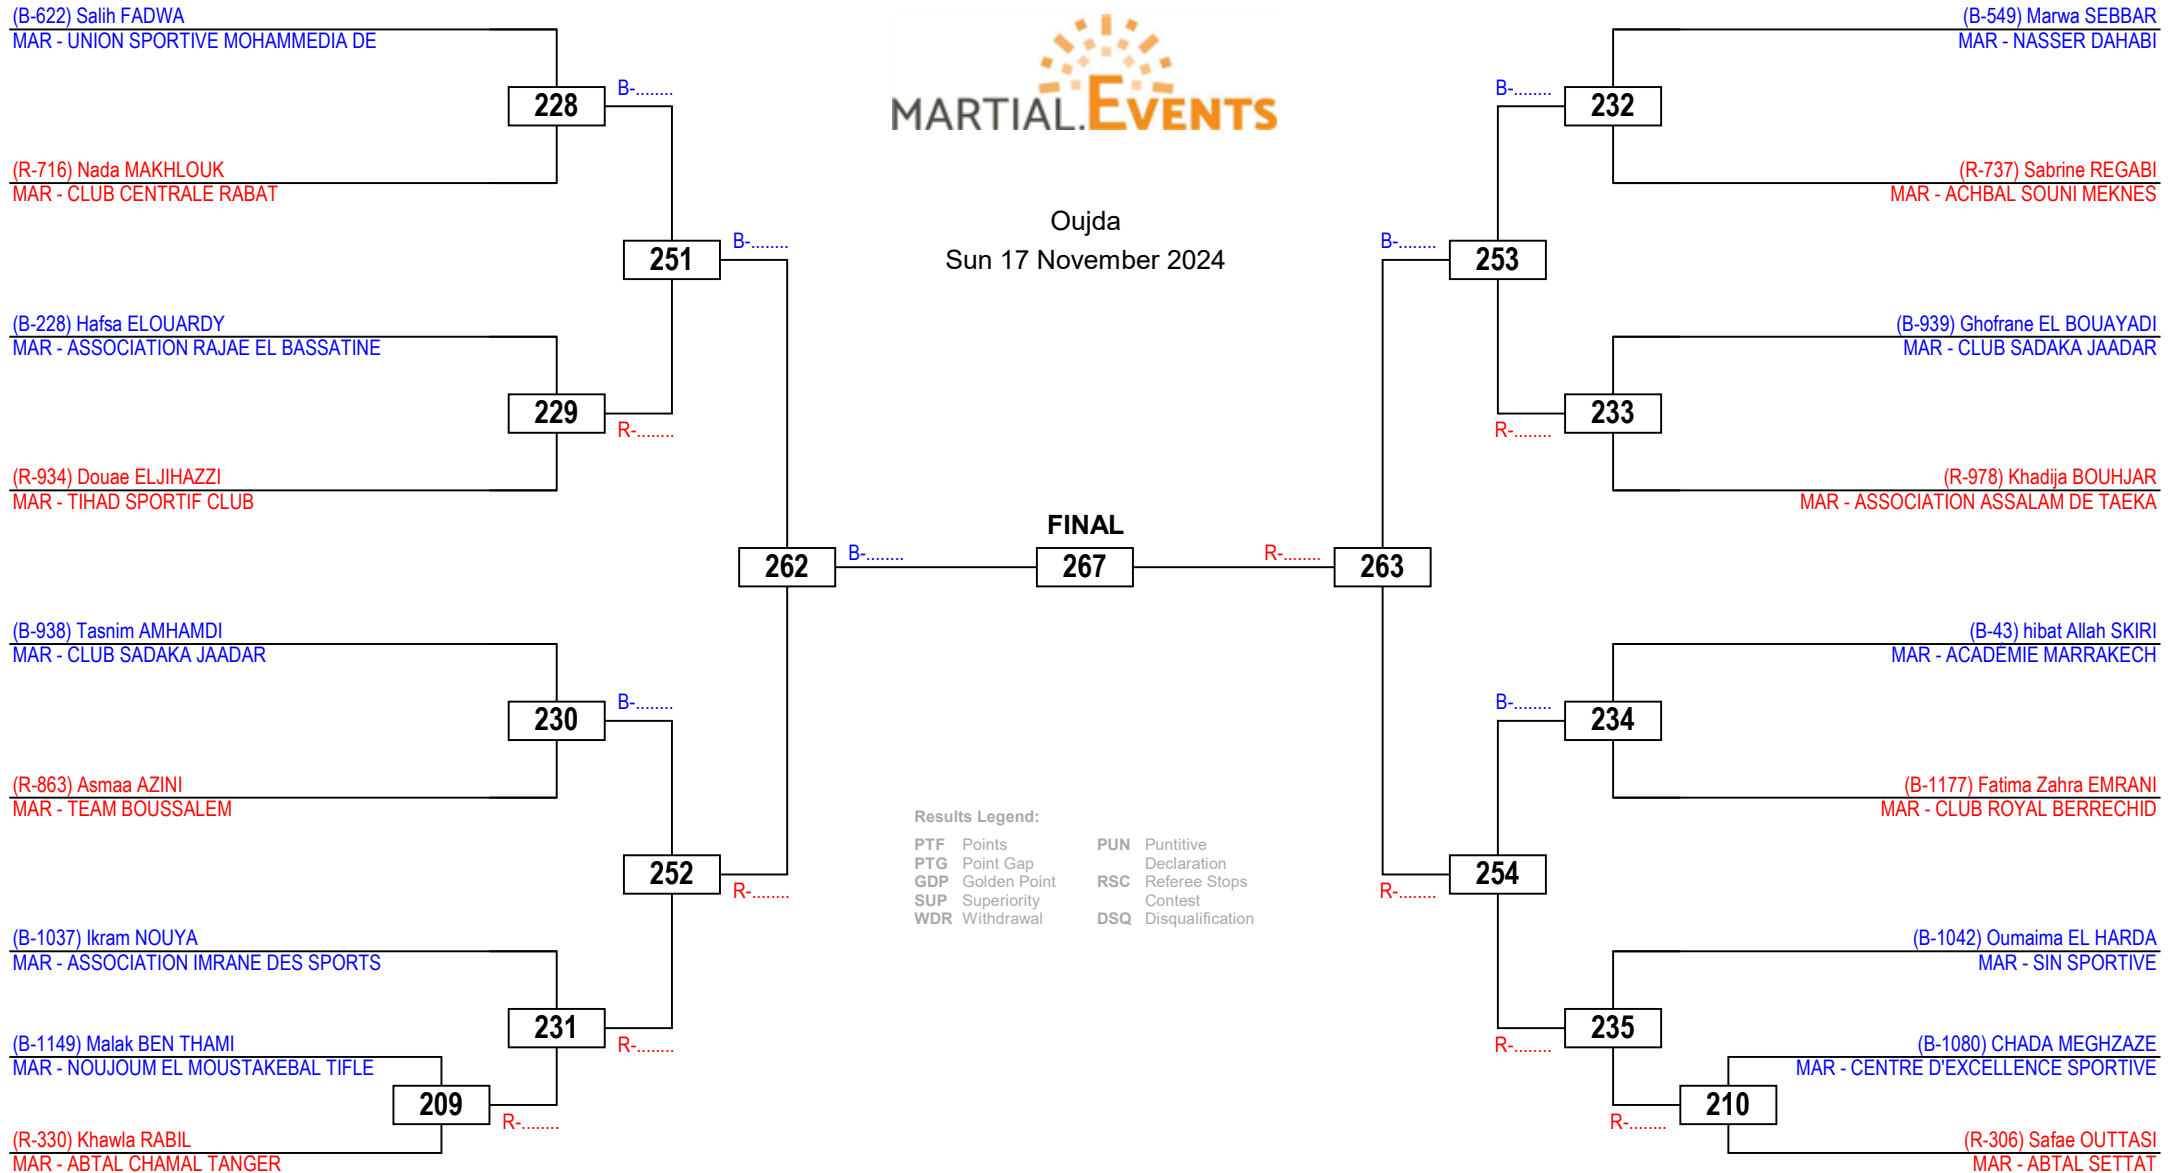 (B-622) Salih FADWA
MAR - UNION SPORTIVE MOHAMMEDIA DE
228
B-........
(R-716) Nada MAKHLOUK
MAR - CLUB CENTRALE RABAT
251
B-........
(B-228) Hafsa ELOUARDY
MAR - ASSOCIATION RAJAE EL BASSATINE
229
R-........
(R-934) Douae ELJIHAZZI
MAR - TIHAD SPORTIF CLUB
262
B-........
(B-938) Tasnim AMHAMDI
MAR - CLUB SADAKA JAADAR
230
B-........
(R-863) Asmaa AZINI
MAR - TEAM BOUSSALEM
252
R-........
(B-1037) Ikram NOUYA
MAR - ASSOCIATION IMRANE DES SPORTS
231
R-........
(B-1149) Malak BEN THAMI
MAR - NOUJOUM EL MOUSTAKEBAL TIFLE
209
R-........
(R-330) Khawla RABIL
MAR - ABTAL CHAMAL TANGER
MARTIAL.EVENTS
Oujda
Sun 17 November 2024
FINAL
267
Results Legend:
PTF Points
PTG Point Gap
GDP Golden Point
SUP Superiority
WDR Withdrawal
PUN Puntitive
Declaration
RSC Referee Stops
Contest
DSQ Disqualification
(B-549) Marwa SEBBAR
MAR - NASSER DAHABI
B-........
232
(R-737) Sabrine REGABI
MAR - ACHBAL SOUNI MEKNES
B-........
253
(B-939) Ghofrane EL BOUAYADI
MAR - CLUB SADAKA JAADAR
233
R-........
(R-978) Khadija BOUHJAR
MAR - ASSOCIATION ASSALAM DE TAEKA
R-........
263
(B-43) hibat Allah SKIRI
MAR - ACADÉMIE MARRAKECH
B-........
234
(B-1177) Fatima Zahra EMRANI
MAR - CLUB ROYAL BERRECHID
254
R-........
(B-1042) Oumaima EL HARDA
MAR - SIN SPORTIVE
235
R-........
(B-1080) CHADA MEGHZAZE
MAR - CENTRE D'EXCELLENCE SPORTIVE
210
R-........
(R-306) Safae OUTTASI
MAR - ABTAL SETTAT